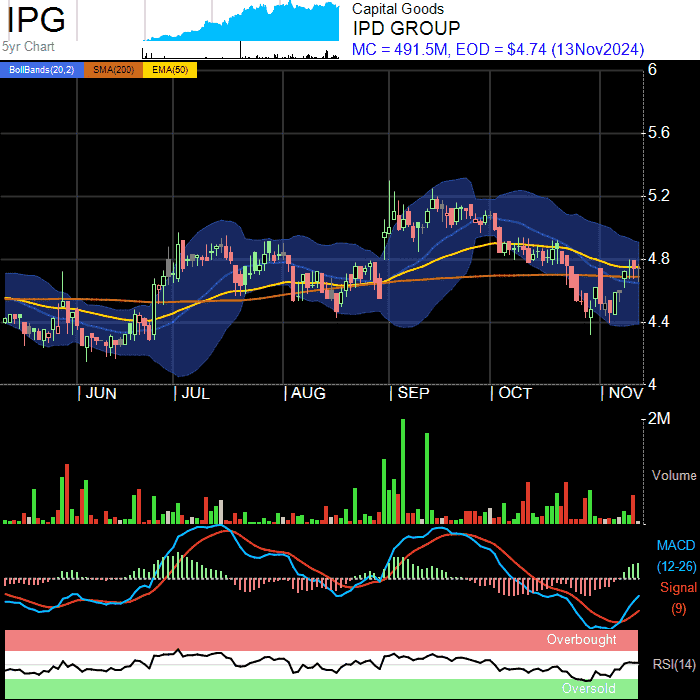 IPG
5yr Chart
Capital Goods
IPD GROUP
MC = 491.5M, EOD = $4.74 (13Nov2024)
BollBands(20,2) SMA(200) EMA(50)
6
5.6
5.2
4.8
4.4
4
| JUN | JUL | AUG | SEP | OCT | NOV
2M
Volume
MACD
(12-26)
Signal
(9)
Overbought
RSI(14)
Oversold